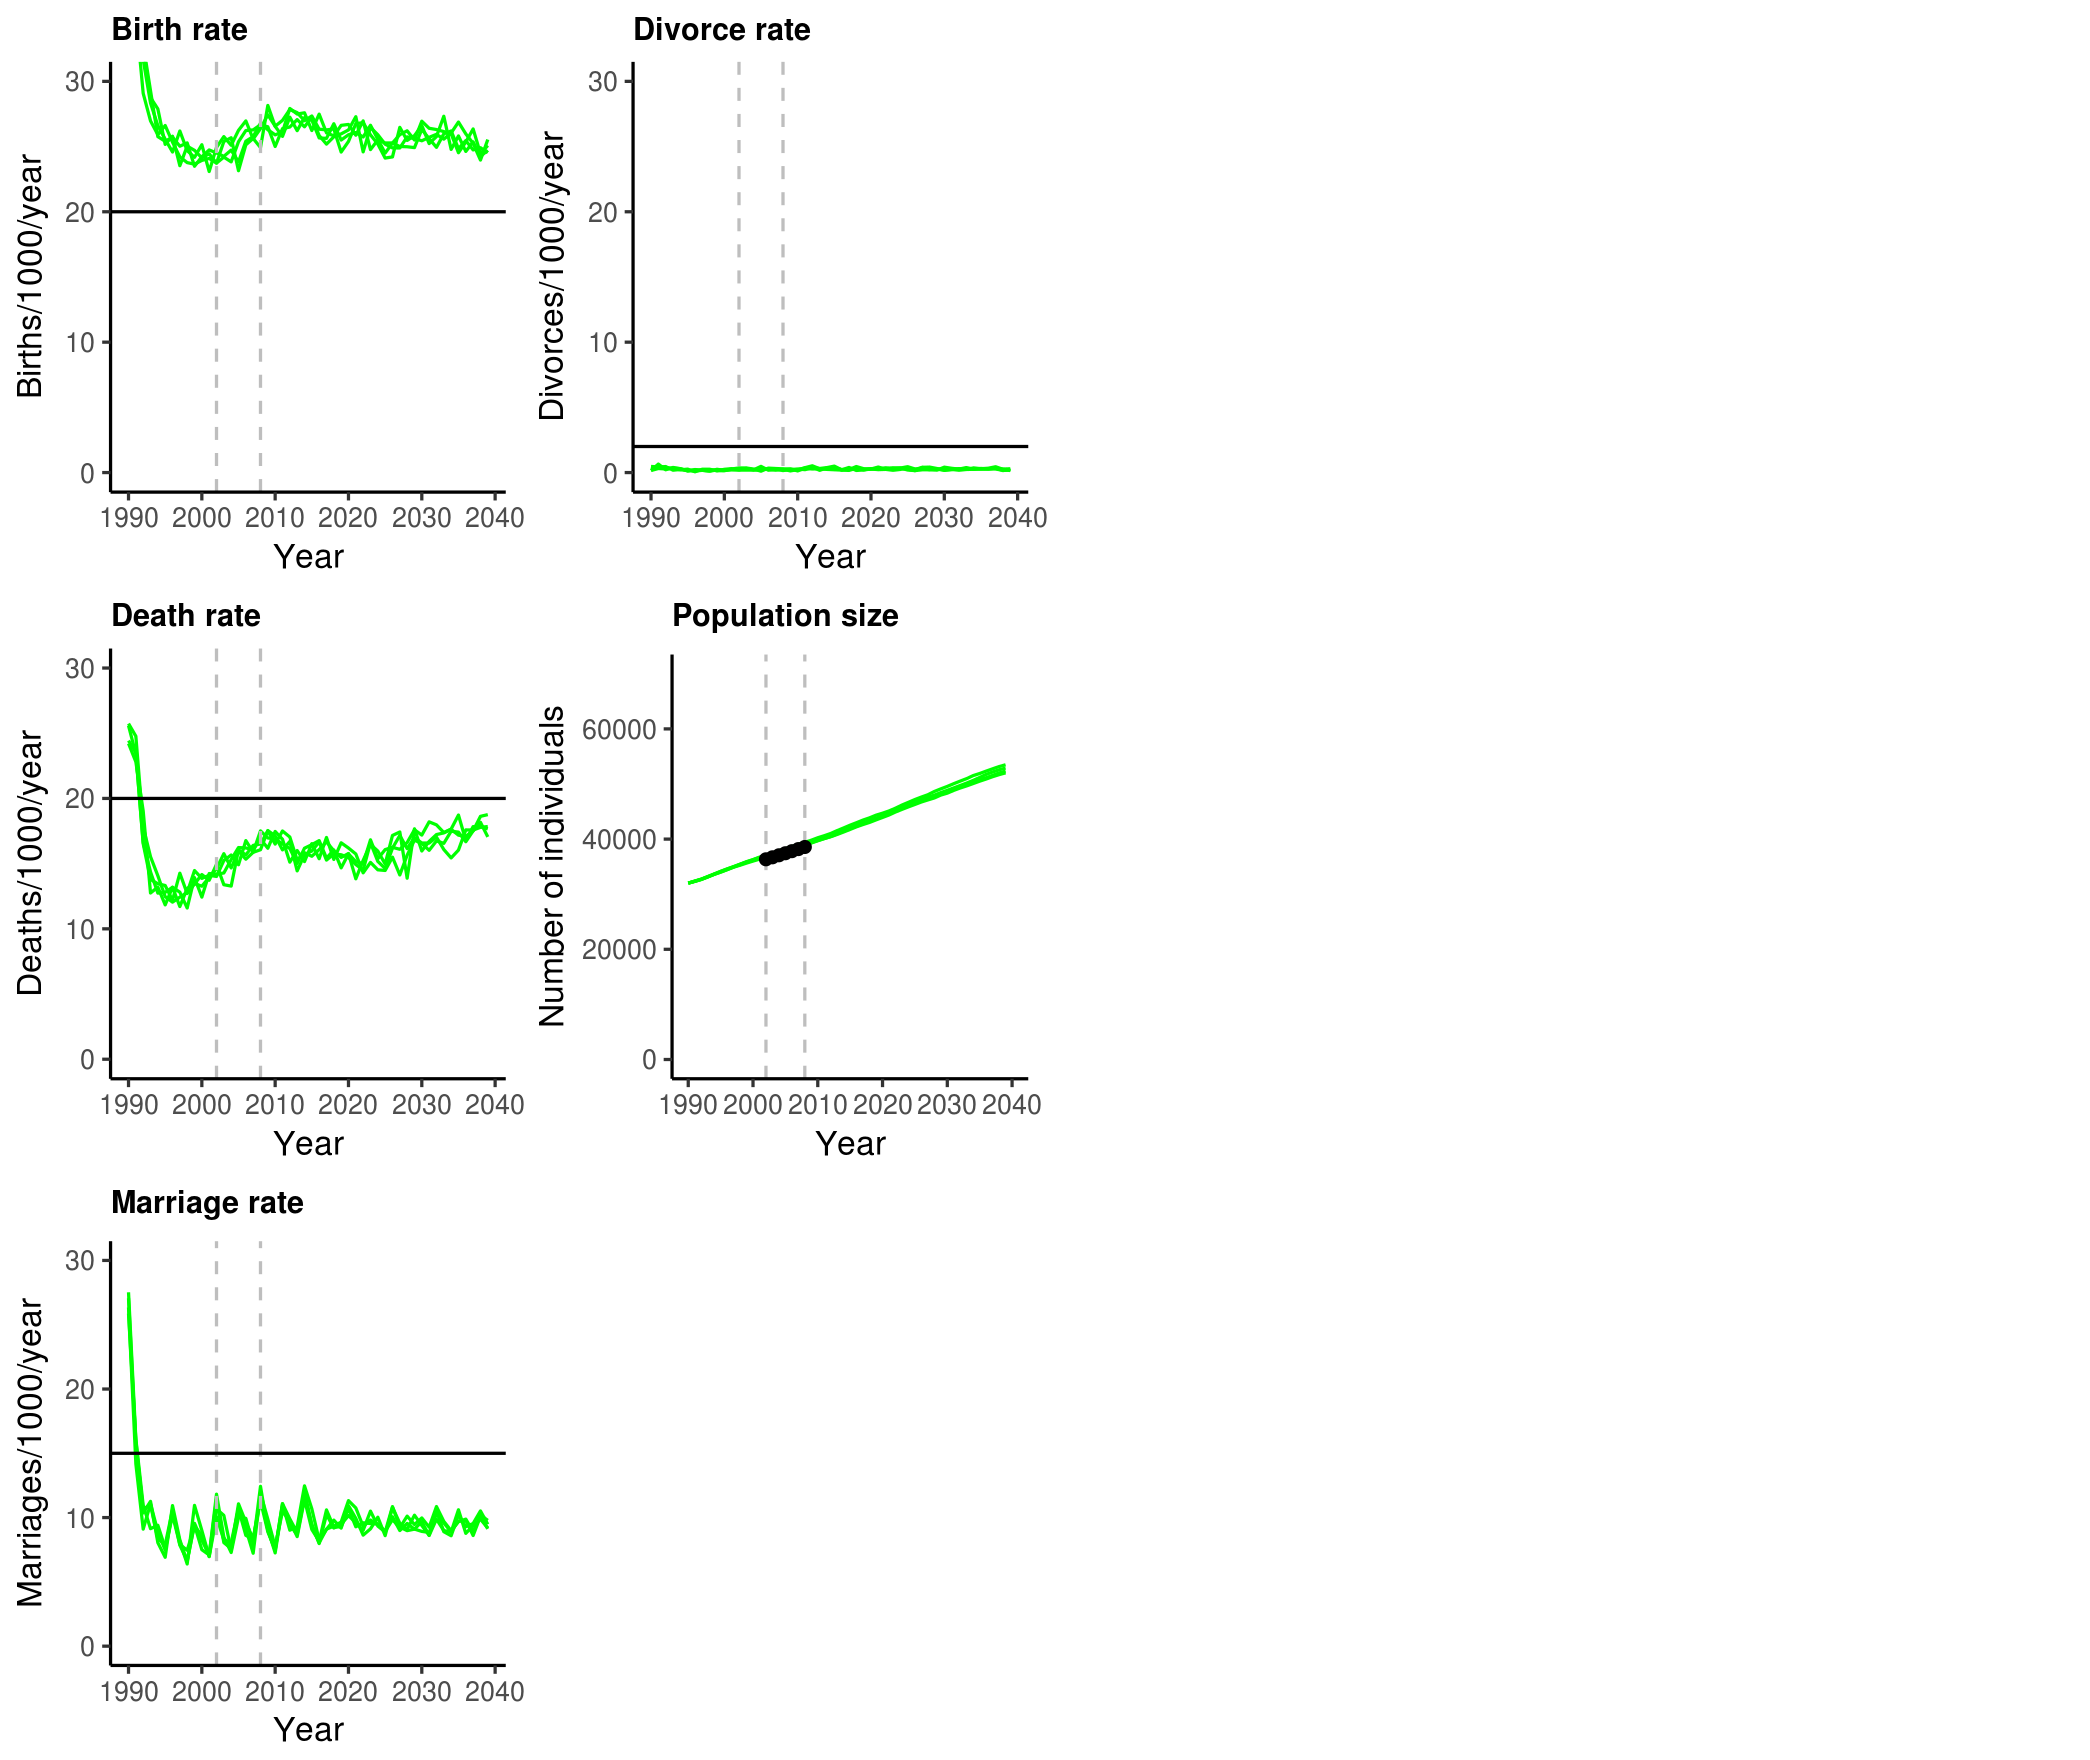 Birth rate
Births/1000/year
30
20
10
0
1990 2000 2010 2020 2030 2040
Year
Divorce rate
Divorces/1000/year
30
20
10
0
1990 2000 2010 2020 2030 2040
Year
Death rate
Deaths/1000/year
30
20
10
0
1990 2000 2010 2020 2030 2040
Year
Population size
Number of individuals
60000
40000
20000
0
1990 2000 2010 2020 2030 2040
Year
Marriage rate
Marriages/1000/year
30
20
10
0
1990 2000 2010 2020 2030 2040
Year